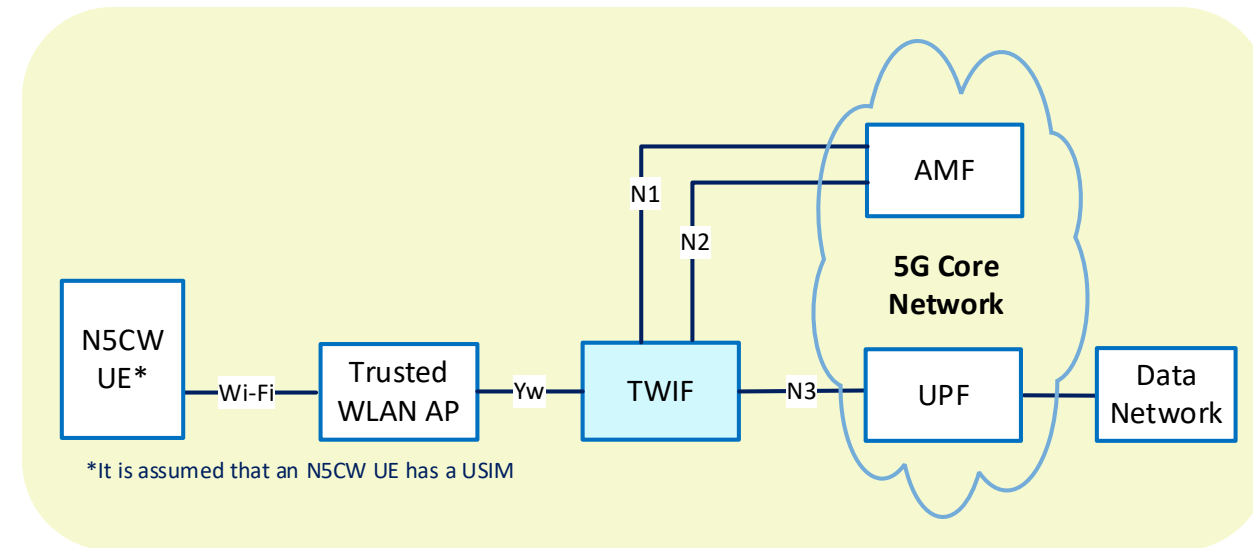 AMF
N1
N2
5G Core
Network
N5CW
UE*
Wi-Fi
Trusted
WLAN AP
Yw
TWIF
N3
UPF
Data
Network
*It is assumed that an N5CW UE has a USIM